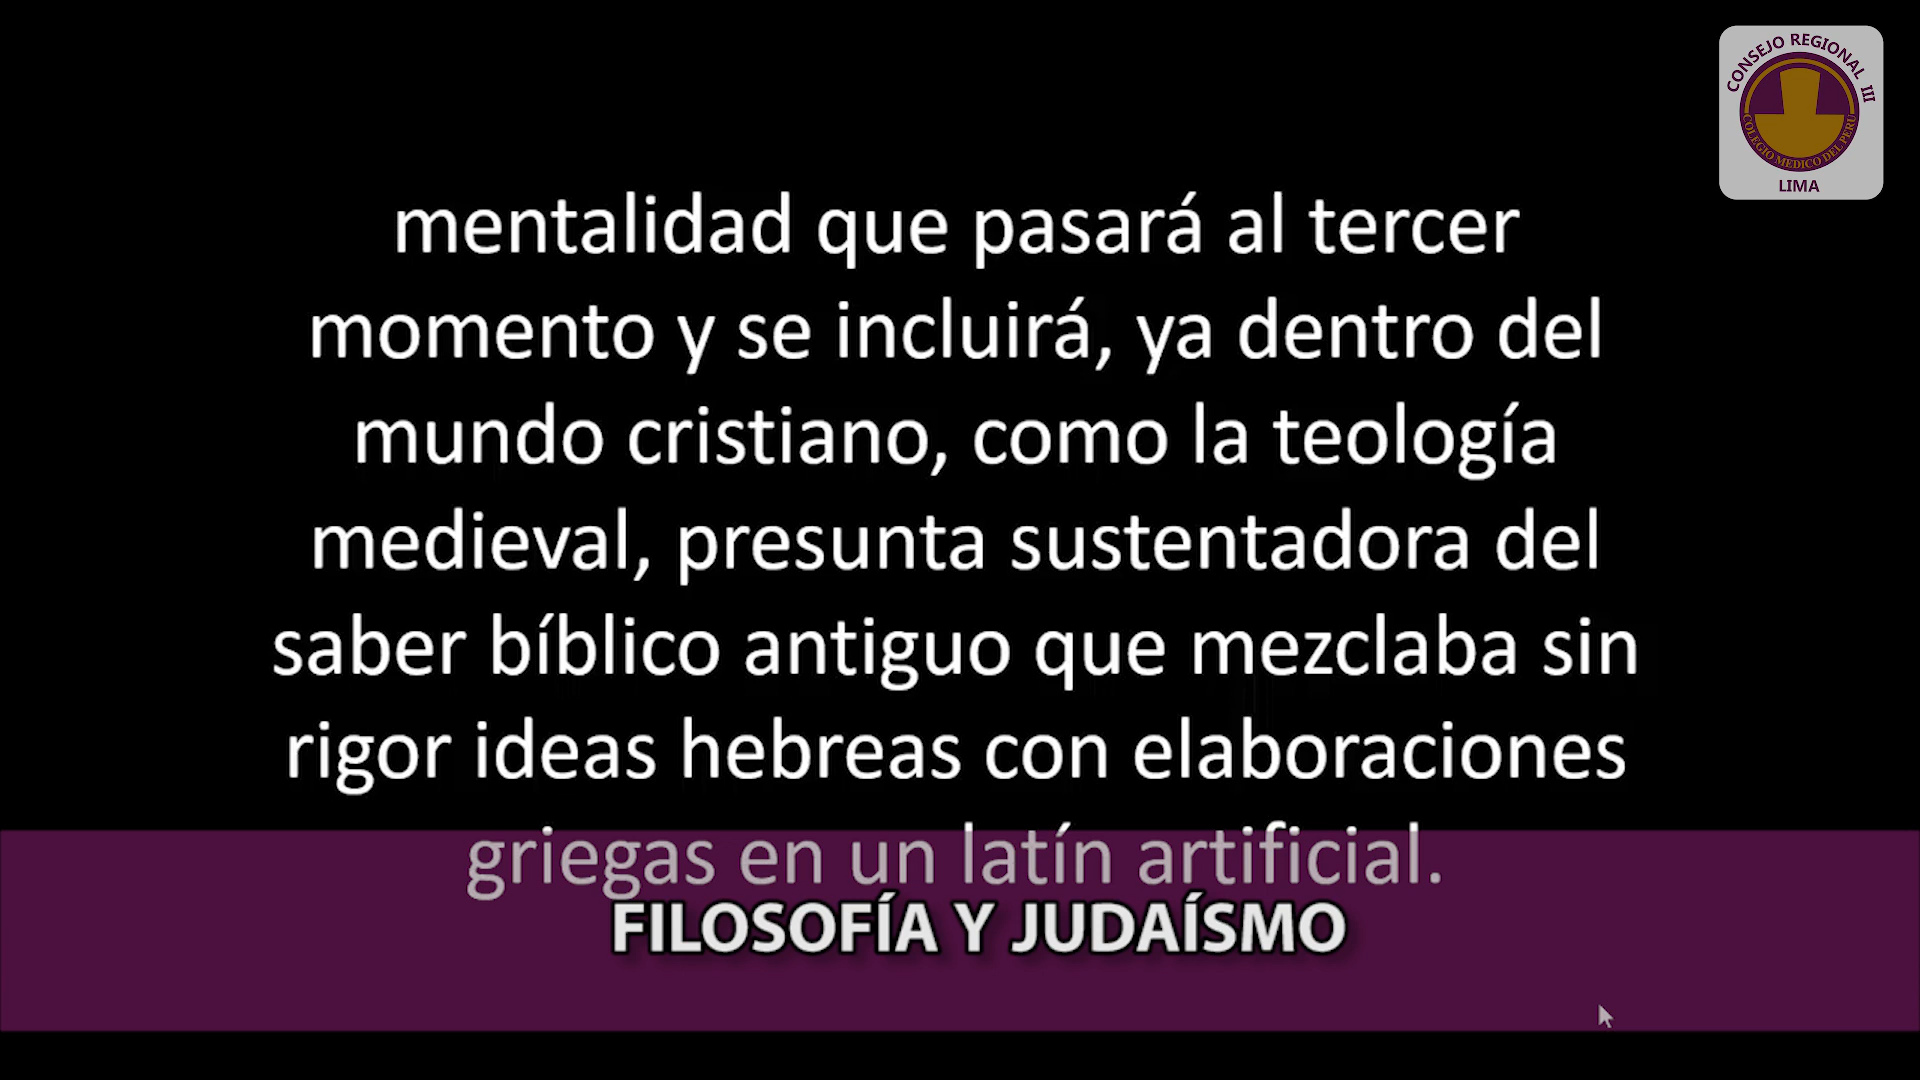 CONSEJO REGIONAL III
COLEGIO MEDICO DEL PERU
LIMA
mentalidad que pasará al tercer
momento y se incluirá, ya dentro del
mundo cristiano, como la teología
medieval, presunta sustentadora del
saber bíblico antiguo que mezclaba sin
rigor ideas hebreas con elaboraciones
griegas en un latín artificial.
FILOSOFÍA Y JUDAÍSMO